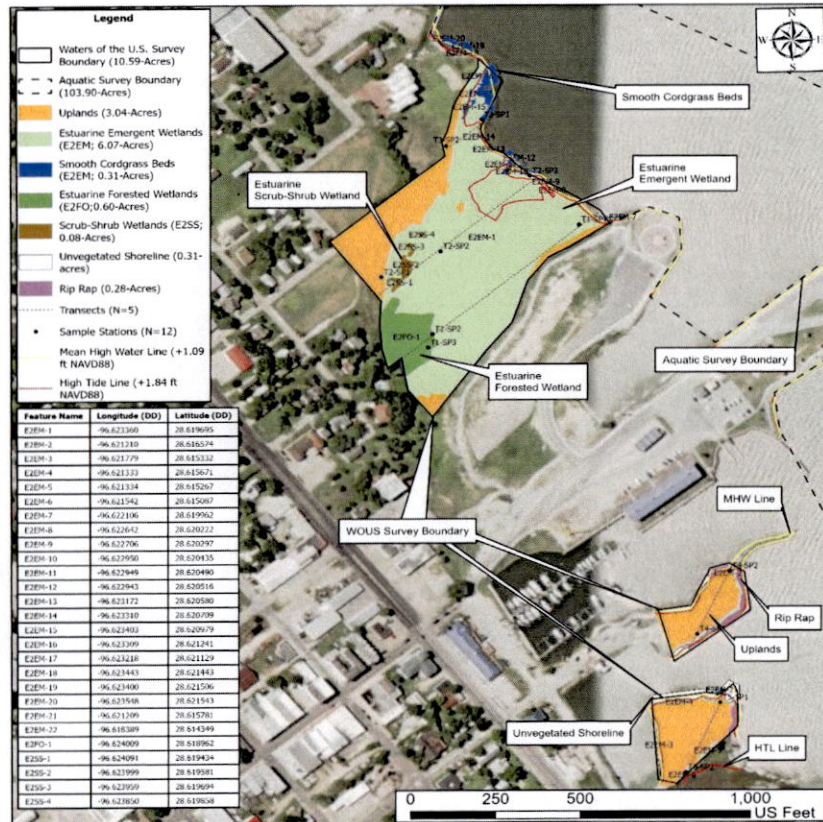 Legend
Waters of the U.S. Survey
Boundary (10.59-Acres)
Aquatic Survey Boundary
(103.90-Acres)
Uplands (3.04-Acres)
Estuarine Emergent Wetlands
(E2EM; 6.07-Acres)
Smooth Cordgrass Beds
(E2EM; 0.31-Acres)
Estuarine Forested Wetlands
(E2FO;0.60-Acres)
Scrub-Shrub Wetlands (E2SS;
0.08-Acres)
Unvegetated Shoreline (0.31-
acres)
Rip Rap (0.28-Acres)
Transects (N=5)
Sample Stations (N=12)
Mean High Water Line (+1.09
ft NAVD88)
High Tide Line (+1.84 ft
NAVD88)
Feature Name Longitude (DD) Latitude (DD)
E2EM-1 -96.623360 28.619695
E2EM-2 -96.621210 28.616574
E2EM-3 -96.621779 28.615332
E2EM-4 -96.621333 28.615671
E2EM-5 -96.621334 28.615267
E2EM-6 -96.621542 28.615087
E2EM-7 -96.622106 28.619962
E2EM-8 -96.622642 28.620222
E2EM-9 -96.622706 28.620297
E2EM-10 -96.622950 28.620435
E2EM-11 -96.622949 28.620490
E2EM-12 -96.622943 28.620516
E2EM-13 -96.623172 28.620580
E2EM-14 -96.623310 28.620709
E2EM-15 -96.623403 28.620979
E2EM-16 -96.623309 28.621241
E2EM-17 -96.623218 28.621129
E2EM-18 -96.623443 28.621443
E2EM-19 -96.623400 28.621506
E2EM-20 -96.623548 28.621543
E2EM-21 -96.621209 28.615781
E2EM-22 -96.618389 28.614349
E2FO-1 -96.624009 28.618962
E2SS-1 -96.624091 28.619434
E2SS-2 -96.623999 28.619581
E2SS-3 -96.623959 28.619694
E2SS-4 -96.623850 28.619858
N
W E
S
Smooth Cordgrass Beds
Estuarine
Emergent Wetland
Estuarine
Scrub-Shrub Wetland
E2EM-14
E2SS-4
E2EM-1
E2SS-3
T2-SP2
E2SS-1
E2FO-1
T2-SP2
T1-SP3
Estuarine
Forested Wetland
Aquatic Survey Boundary
MHW Line
WOUS Survey Boundary
Rip Rap
Uplands
Unvegetated Shoreline
E2EM-3
HTL Line
0 250 500 1,000
US Feet